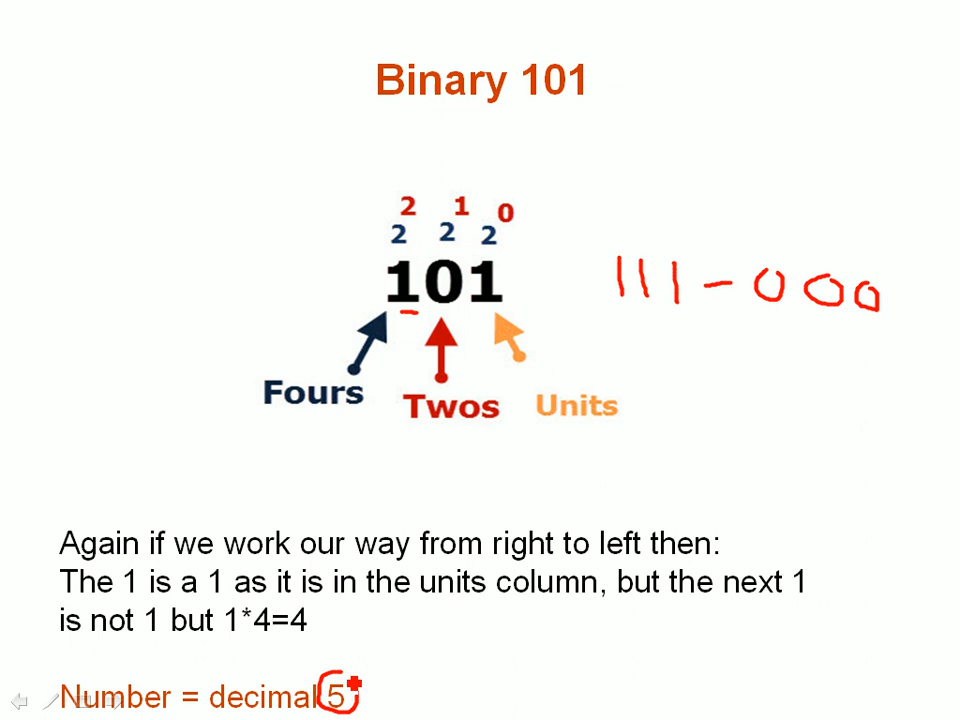 Binary 101
2 1 0
2 2 2
101
111 - 000
Fours Twos Units
Again if we work our way from right to left then:
The 1 is a 1 as it is in the units column, but the next 1
is not 1 but 1*4=4
Number = decimal 5